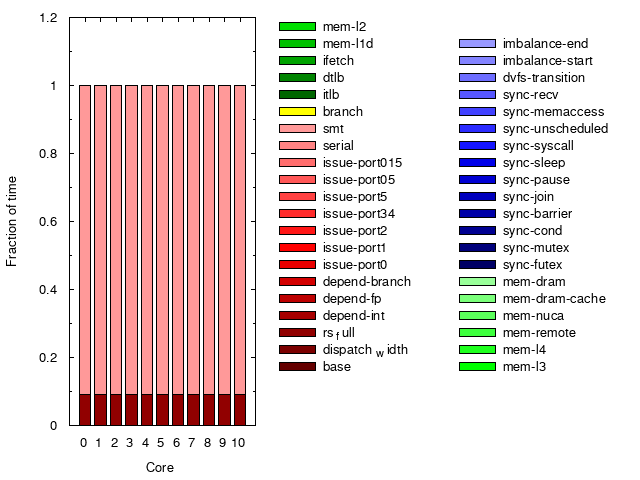 1.2
1
0.8
0.6
0.4
0.2
0
Fraction of time
0 1 2 3 4 5 6 7 8 9 10
Core
mem-l2
mem-l1d
ifetch
dtlb
itlb
branch
smt
serial
issue-port015
issue-port05
issue-port5
issue-port34
issue-port2
issue-port1
issue-port0
depend-branch
depend-fp
depend-int
rs f ull
dispatch w idth
base
imbalance-end
imbalance-start
dvfs-transition
sync-recv
sync-memaccess
sync-unscheduled
sync-syscall
sync-sleep
sync-pause
sync-join
sync-barrier
sync-cond
sync-mutex
sync-futex
mem-dram
mem-dram-cache
mem-nuca
mem-remote
mem-l4
mem-l3